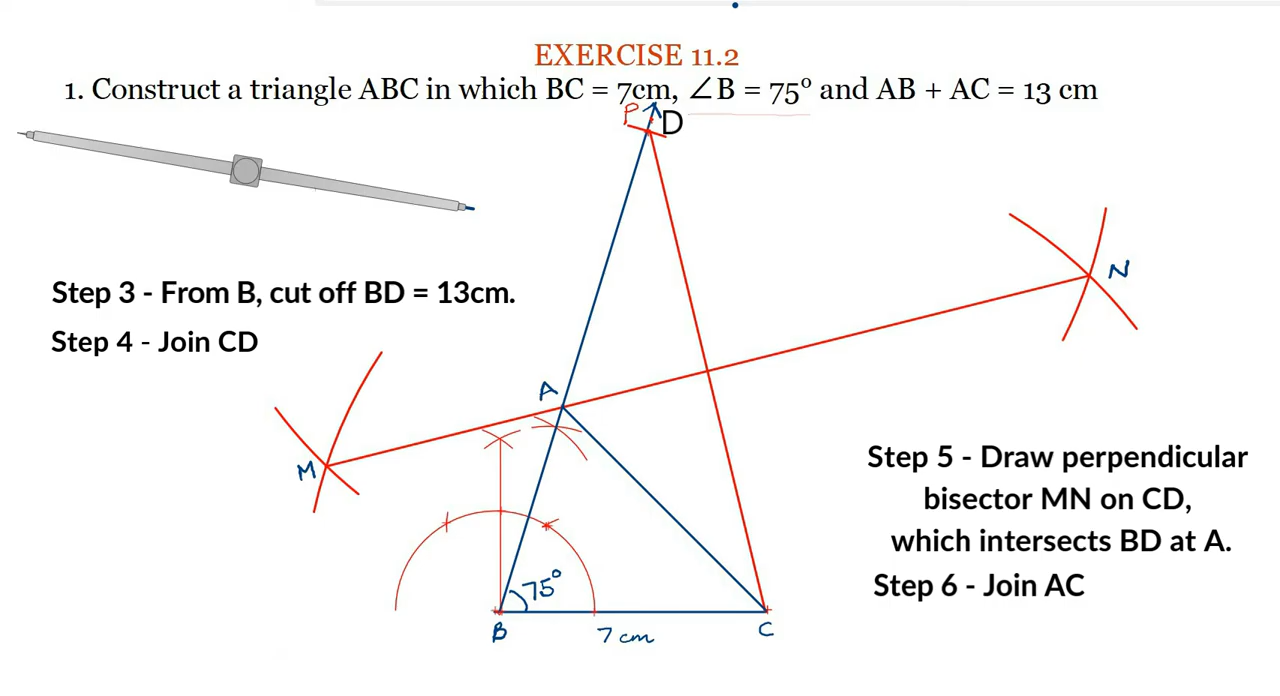 EXERCISE 11.2
1. Construct a triangle ABC in which BC = 7cm, ∠B = 75° and AB + AC = 13 cm
P D
N
Step 3 - From B, cut off BD = 13cm.
Step 4 - Join CD
A
M
Step 5 - Draw perpendicular
bisector MN on CD,
which intersects BD at A.
Step 6 - Join AC
75°
B 7 cm C